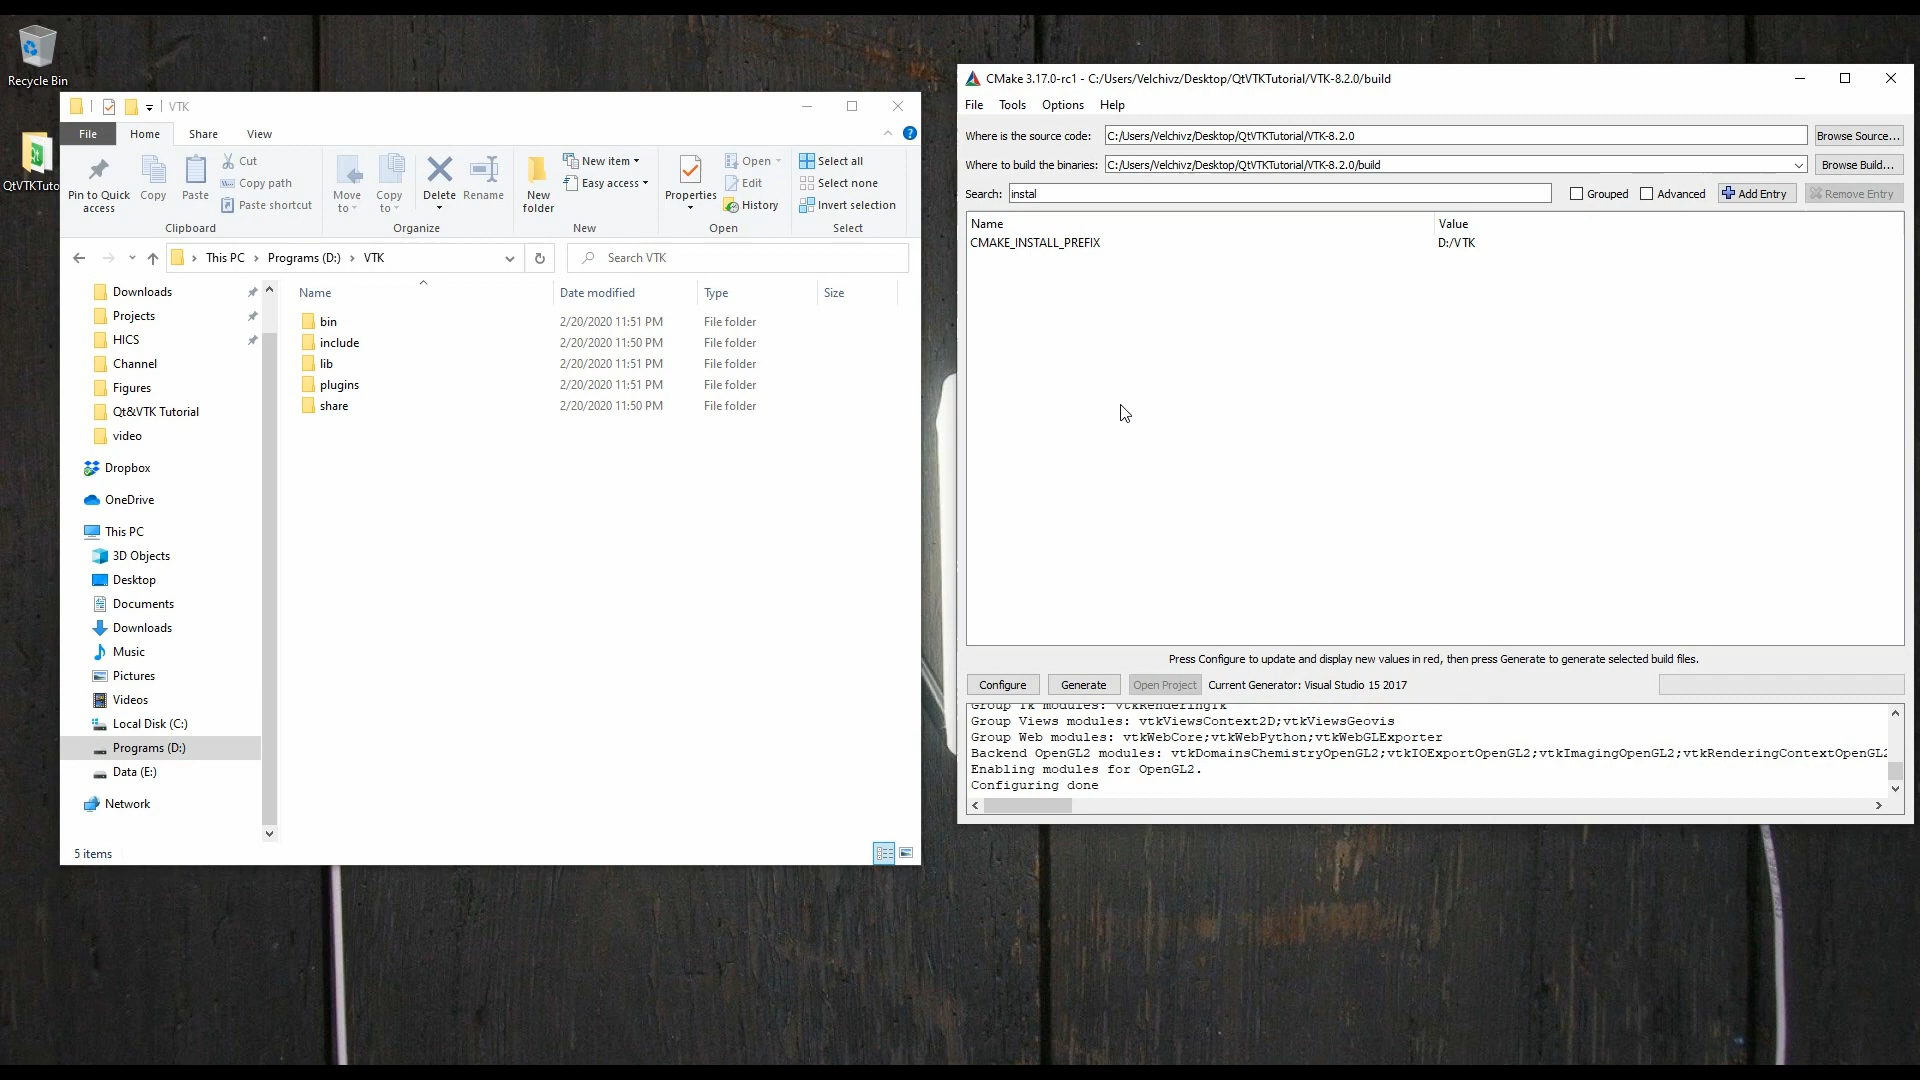 Recycle Bin
QtVTKTuto
VTK
File Home Share View
Pin to Quick access
Copy
Paste
Cut
Copy path
Paste shortcut
Clipboard
Move to
Copy to
Delete
Rename
Organize
New folder
New item
Easy access
New
Properties
Open
Edit
History
Open
Select all
Select none
Invert selection
Select
This PC > Programs (D:) > VTK
Search VTK
Downloads
Projects
HICS
Channel
Figures
Qt&VTK Tutorial
video
Dropbox
OneDrive
This PC
3D Objects
Desktop
Documents
Downloads
Music
Pictures
Videos
Local Disk (C:)
Programs (D:)
Data (E:)
Network
Name Date modified Type Size
bin 2/20/2020 11:51 PM File folder
include 2/20/2020 11:50 PM File folder
lib 2/20/2020 11:51 PM File folder
plugins 2/20/2020 11:51 PM File folder
share 2/20/2020 11:50 PM File folder
5 items
CMake 3.17.0-rc1 - C:/Users/Velchivz/Desktop/QtVTKTutorial/VTK-8.2.0/build
File Tools Options Help
Where is the source code: C:/Users/Velchivz/Desktop/QtVTKTutorial/VTK-8.2.0 Browse Source...
Where to build the binaries: C:/Users/Velchivz/Desktop/QtVTKTutorial/VTK-8.2.0/build Browse Build...
Search: instal Grouped Advanced Add Entry Remove Entry
Name Value
CMAKE_INSTALL_PREFIX D:/VTK
Press Configure to update and display new values in red, then press Generate to generate selected build files.
Configure Generate Open Project Current Generator: Visual Studio 15 2017
Group Tk modules: vtkRenderingTk
Group Views modules: vtkViewsContext2D;vtkViewsGeovis
Group Web modules: vtkWebCore;vtkWebPython;vtkWebGLExporter
Backend OpenGL2 modules: vtkDomainsChemistryOpenGL2;vtkIOExportOpenGL2;vtkImagingOpenGL2;vtkRenderingContextOpenGL2
Enabling modules for OpenGL2.
Configuring done